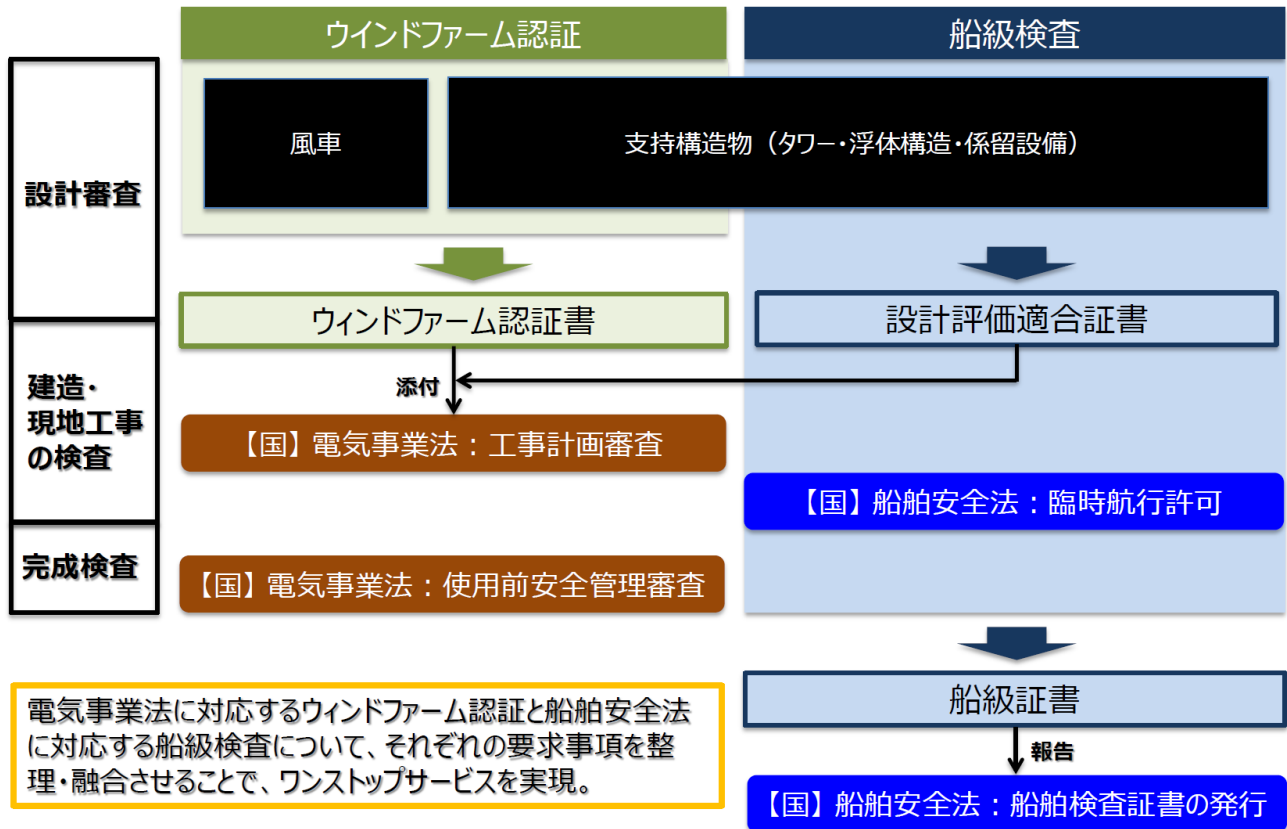 ウインドファーム認証
船級検査
設計審査
風車
支持構造物（タワー・浮体構造・係留設備）
ウィンドファーム認証書
設計評価適合証書
建造・
現地工事
の検査
添付
【国】電気事業法：工事計画審査
【国】船舶安全法：臨時航行許可
完成検査
【国】電気事業法：使用前安全管理審査
船級証書
電気事業法に対応するウィンドファーム認証と船舶安全法
に対応する船級検査について、それぞれの要求事項を整
理・融合させることで、ワンストップサービスを実現。
報告
【国】船舶安全法：船舶検査証書の発行